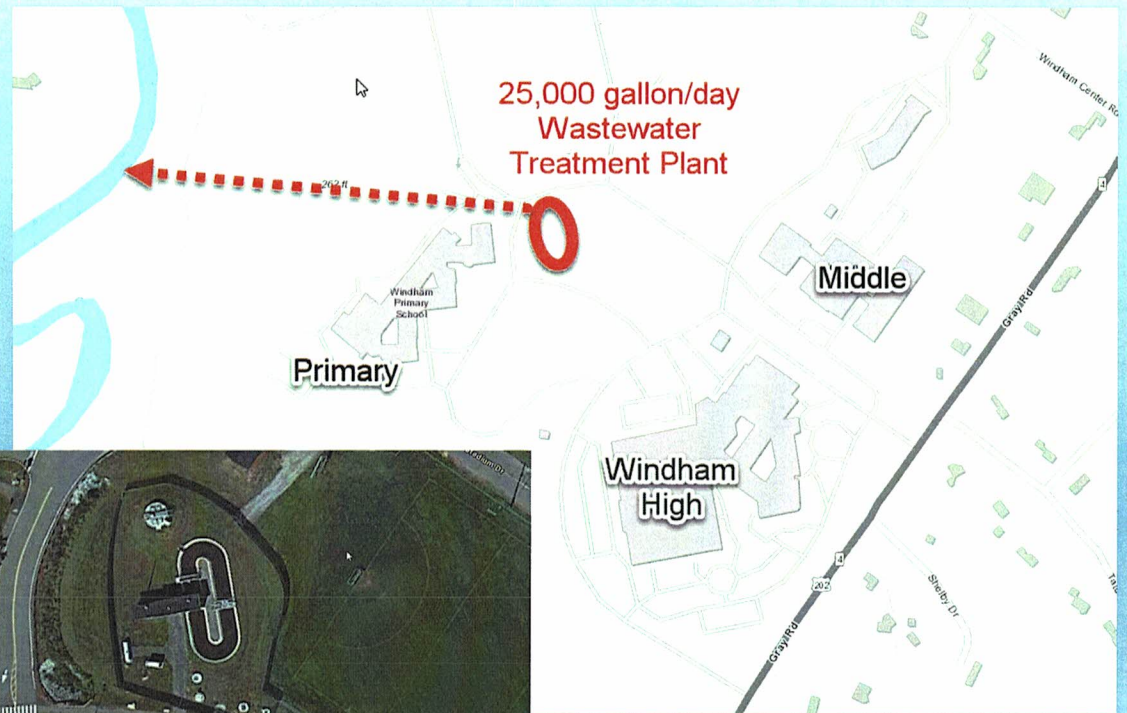 25,000 gallon/day
Wastewater
Treatment Plant
Windham Center Ro
4
262 ft
Middle
Windham
Primary
School
Gray Rd
Primary
Windham
High
4
202
Shelby Dr
Gray Rd